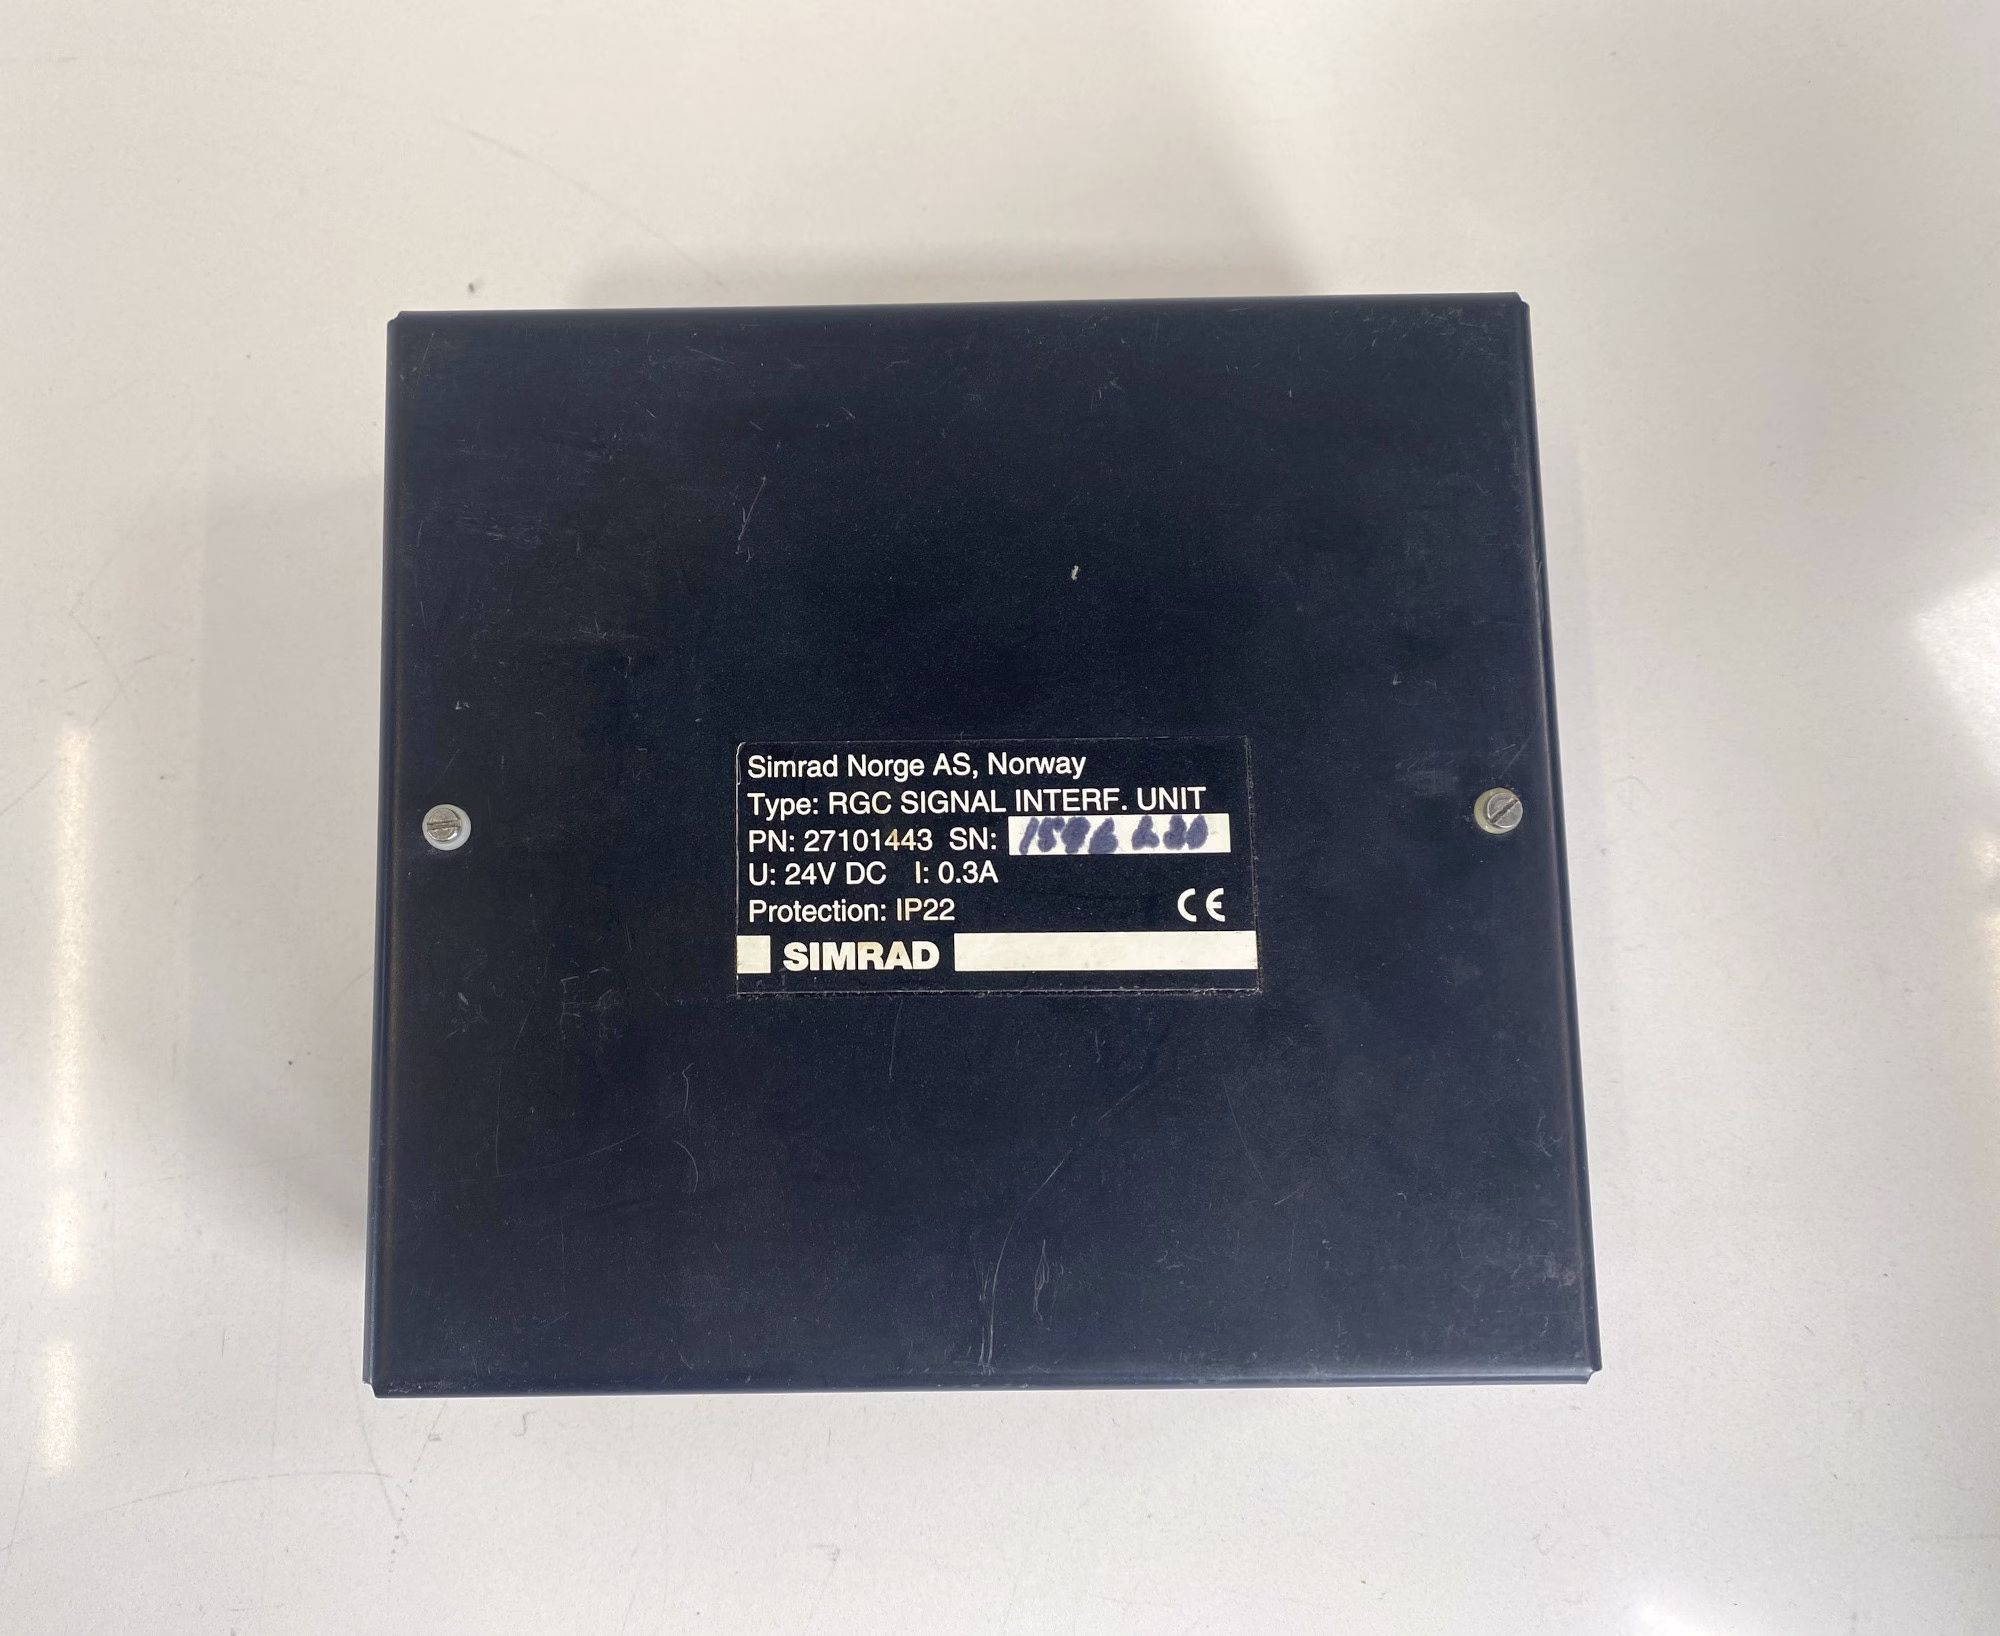 Simrad Norge AS, Norway
Type: RGC SIGNAL INTERF. UNIT
PN: 27101443 SN:
U: 24V DC I: 0.3A
Protection: IP22
CE
SIMRAD